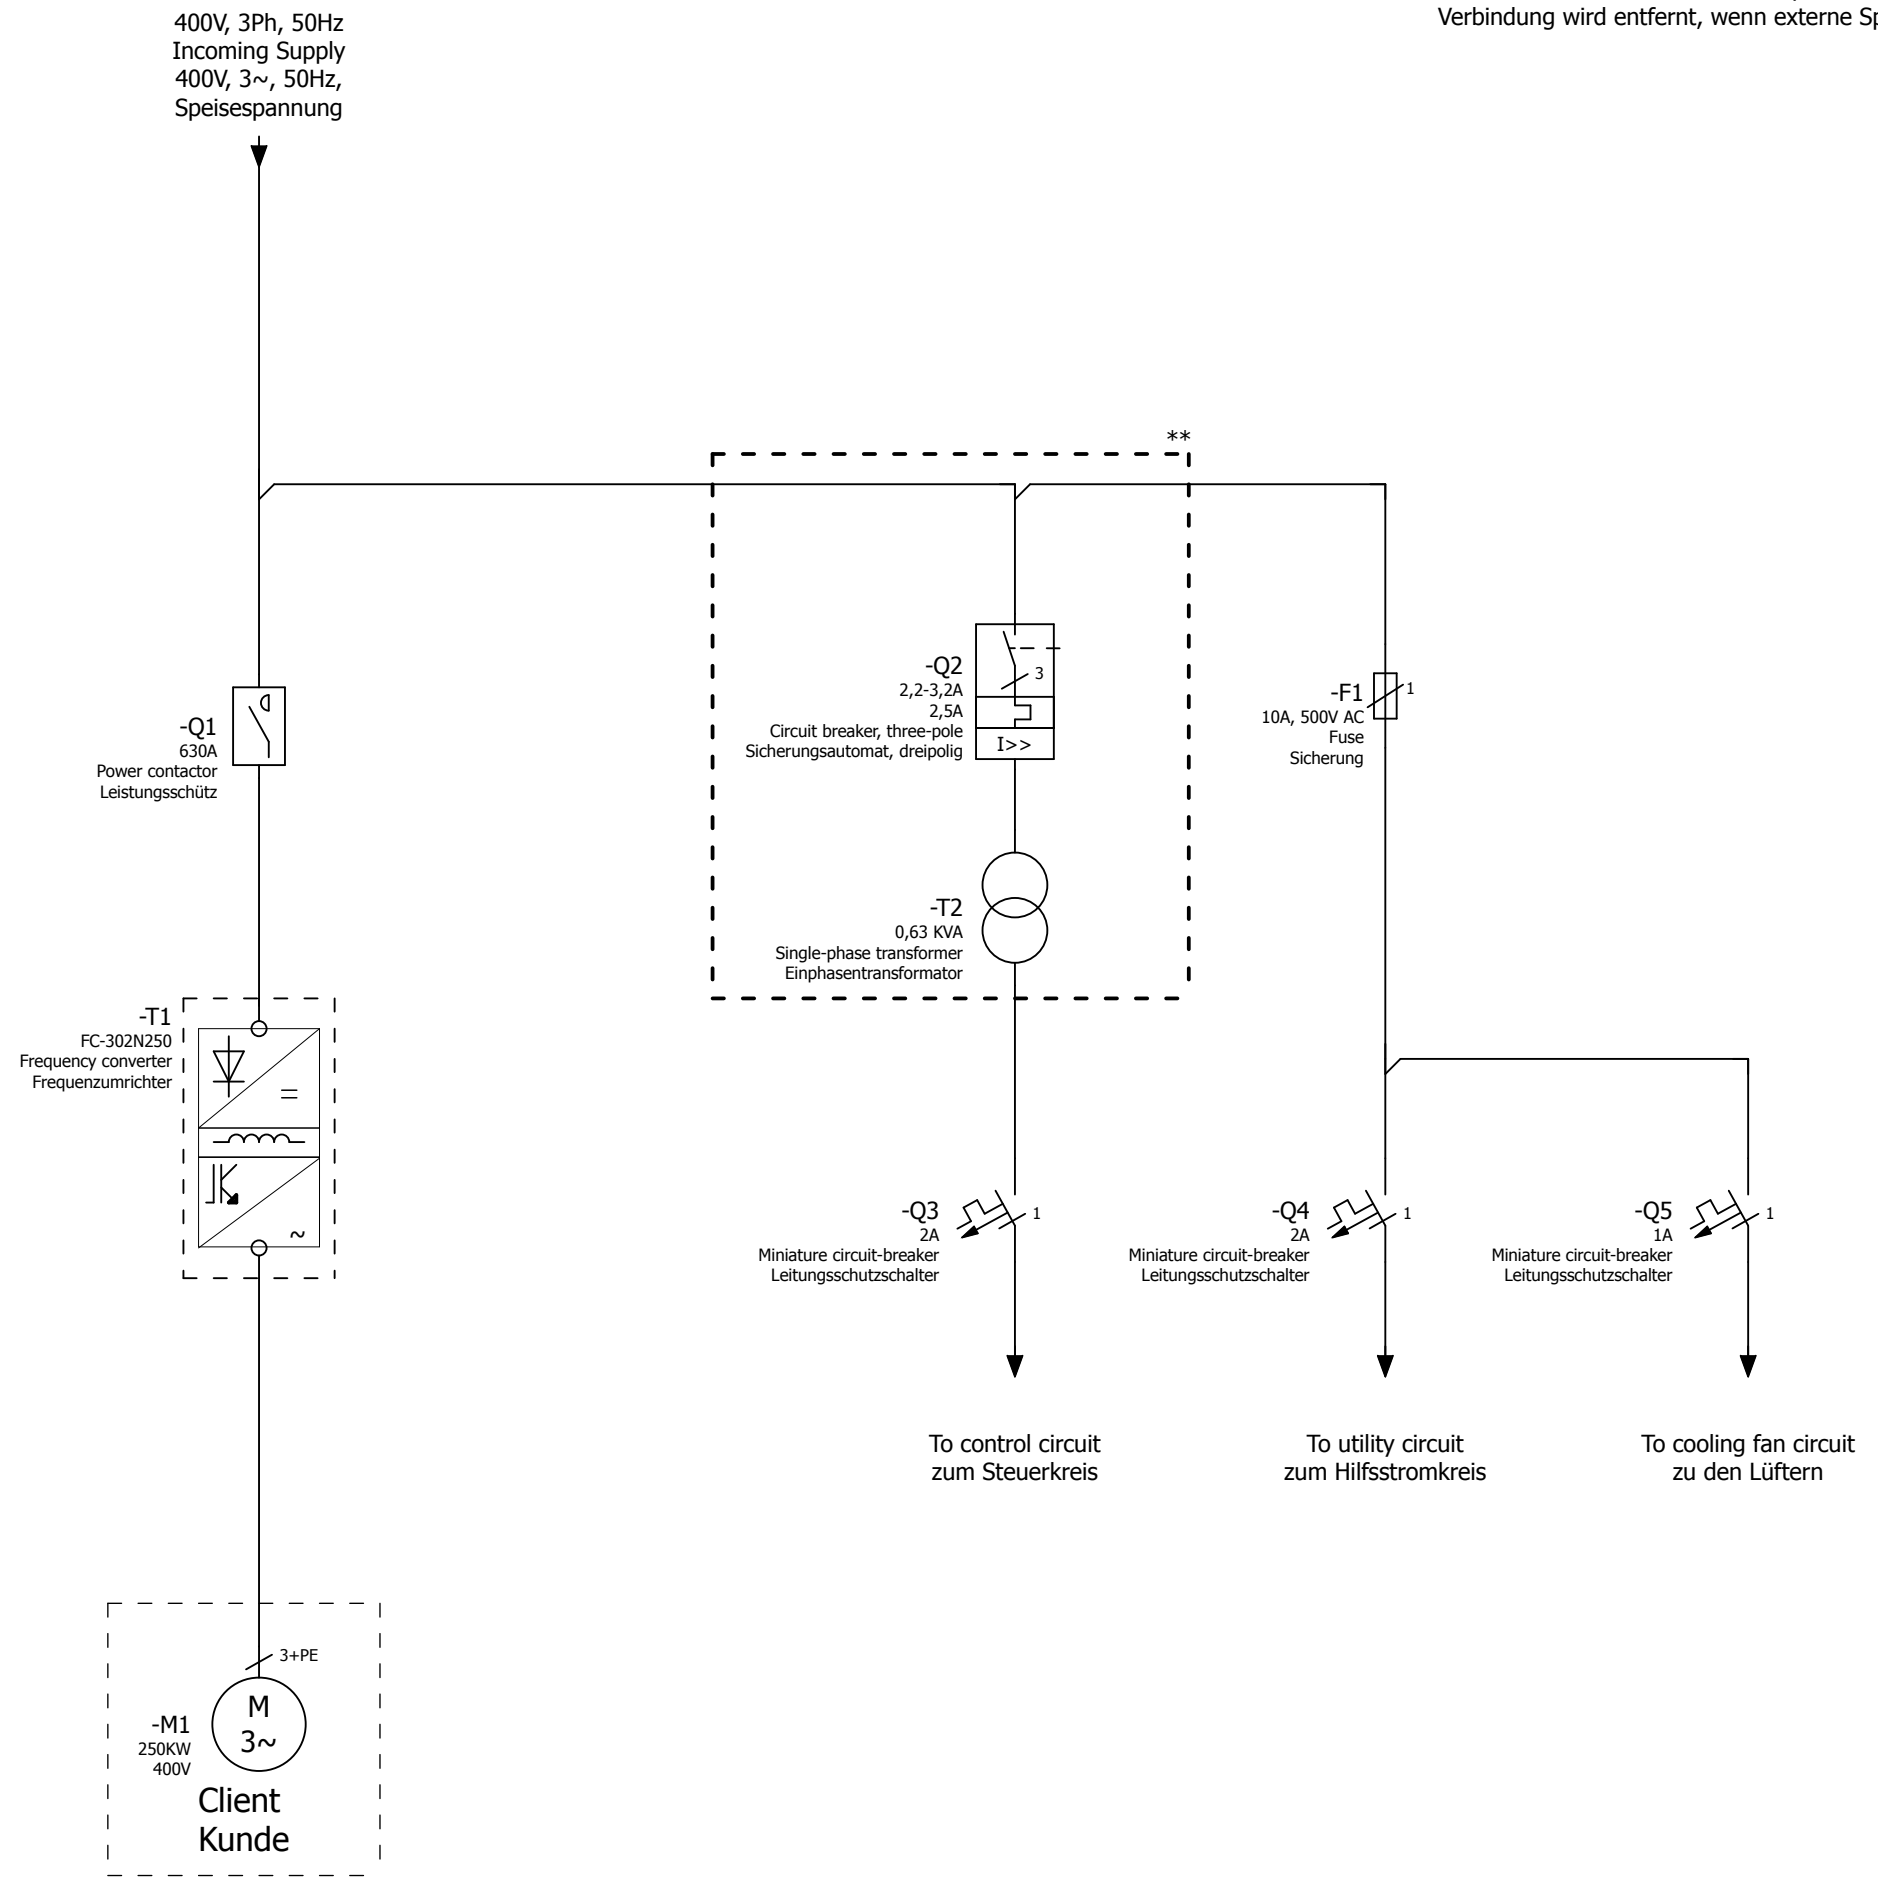 400V, 3Ph, 50Hz
Incoming Supply
400V, 3~, 50Hz,
Speisespannung
Verbindung wird entfernt, wenn externe
**
-Q1
630A
Power contactor
Leistungsschütz
-Q2
2,2-3,2A
2,5A
Circuit breaker, three-pole
Sicherungsautomat, dreipolig
3
I>>
-F1
10A, 500V AC
Fuse
Sicherung
1
-T2
0,63 KVA
Single-phase transformer
Einphasentransformator
-T1
FC-302N250
Frequency converter
Frequenzumrichter
=
~
-Q3
2A
Miniature circuit-breaker
Leitungsschutzschalter
1
-Q4
2A
Miniature circuit-breaker
Leitungsschutzschalter
1
-Q5
1A
Miniature circuit-breaker
Leitungsschutzschalter
1
To control circuit
zum Steuerkreis
To utility circuit
zum Hilfsstromkreis
To cooling fan circuit
zu den Lüftern
3+PE
M
3~
-M1
250KW
400V
Client
Kunde